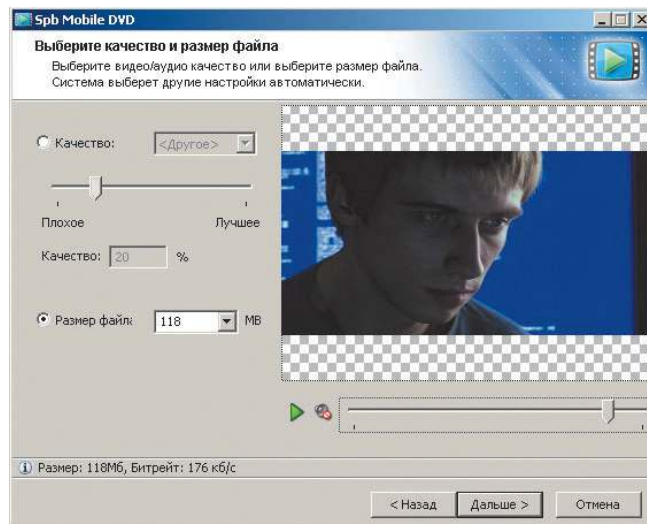 Spb Mobile DVD
Выберите качество и размер файла
Выберите видео/аудио качество или выберите размер файла.
Система выберет другие настройки автоматически.
Качество: <Другое>
Плохое Лучшее
Качество: 20 %
Размер файла 118 MB
Размер: 118Мб, Битрейт: 176 кб/с
< Назад Дальше > Отмена